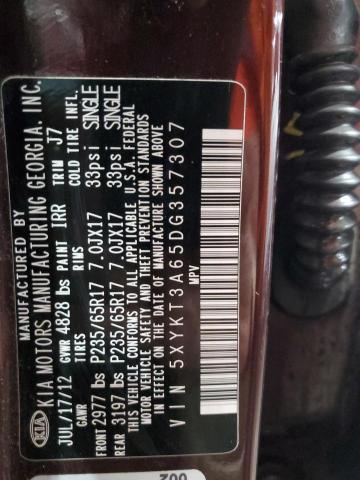 MANUFACTURED BY
KIA KIA MOTORS MANUFACTURING GEORGIA, INC.
JUL/17/12 GVWR 4828 lbs PAINT IRR TRIM J7
GAWR TIRES RIMS COLD TIRE INFL.
FRONT 2977 lbs P235/65R17 7.0JX17 33psi SINGLE
REAR 3197 lbs P235/65R17 7.0JX17 33psi SINGLE
THIS VEHICLE CONFORMS TO ALL APPLICABLE U.S.A. FEDERAL
MOTOR VEHICLE SAFETY AND THEFT PREVENTION STANDARDS
IN EFFECT ON THE DATE OF MANUFACTURE SHOWN ABOVE
VIN 5XYKT3A65DG357307
MPV